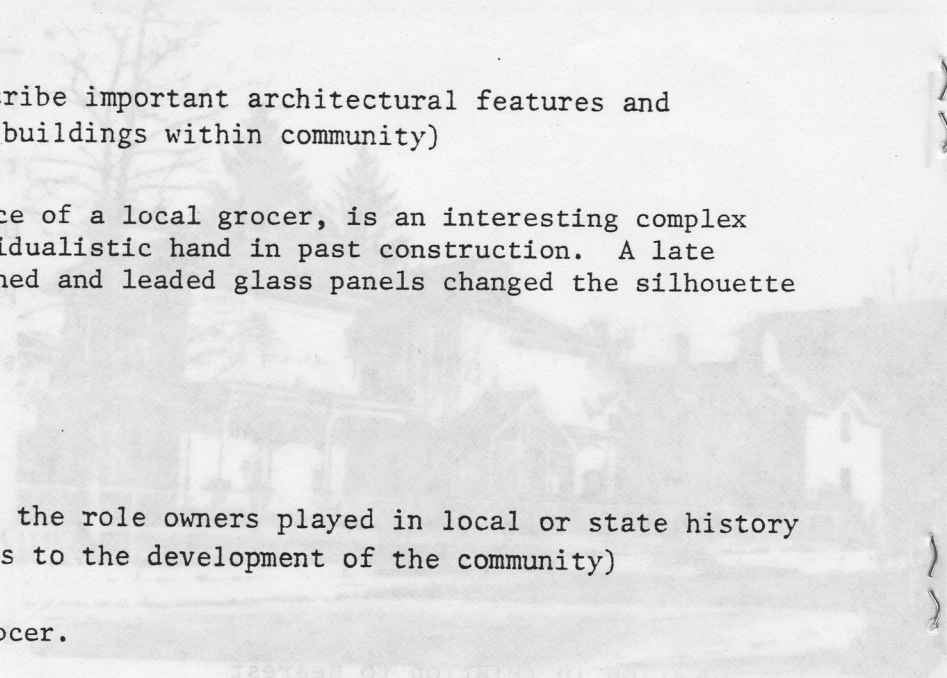 ribe important architectural features and
buildings within community)
ce of a local grocer, is an interesting complex
idualistic hand in past construction.  A late
ned and leaded glass panels changed the silhouette
the role owners played in local or state history
s to the development of the community)
ocer.